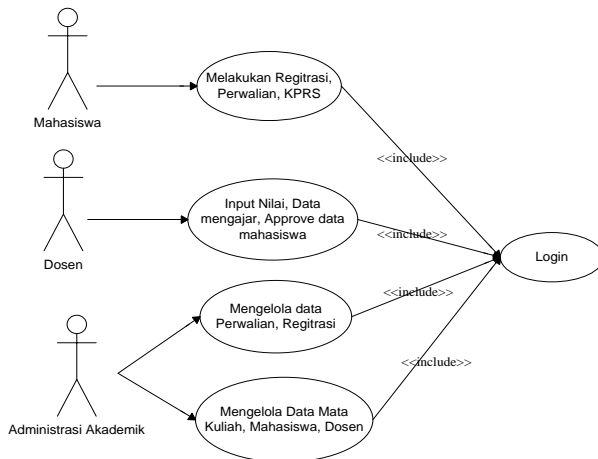 Melakukan Regitrasi,
Perwalian, KPRS
Mahasiswa
<<include>>
Input Nilai, Data
mengajar, Approve data
mahasiswa
<<include>>
Dosen
Login
<<include>>
Mengelola data
Perwalian, Regitrasi
<<include>>
Administrasi Akademik
Mengelola Data Mata
Kuliah, Mahasiswa, Dosen